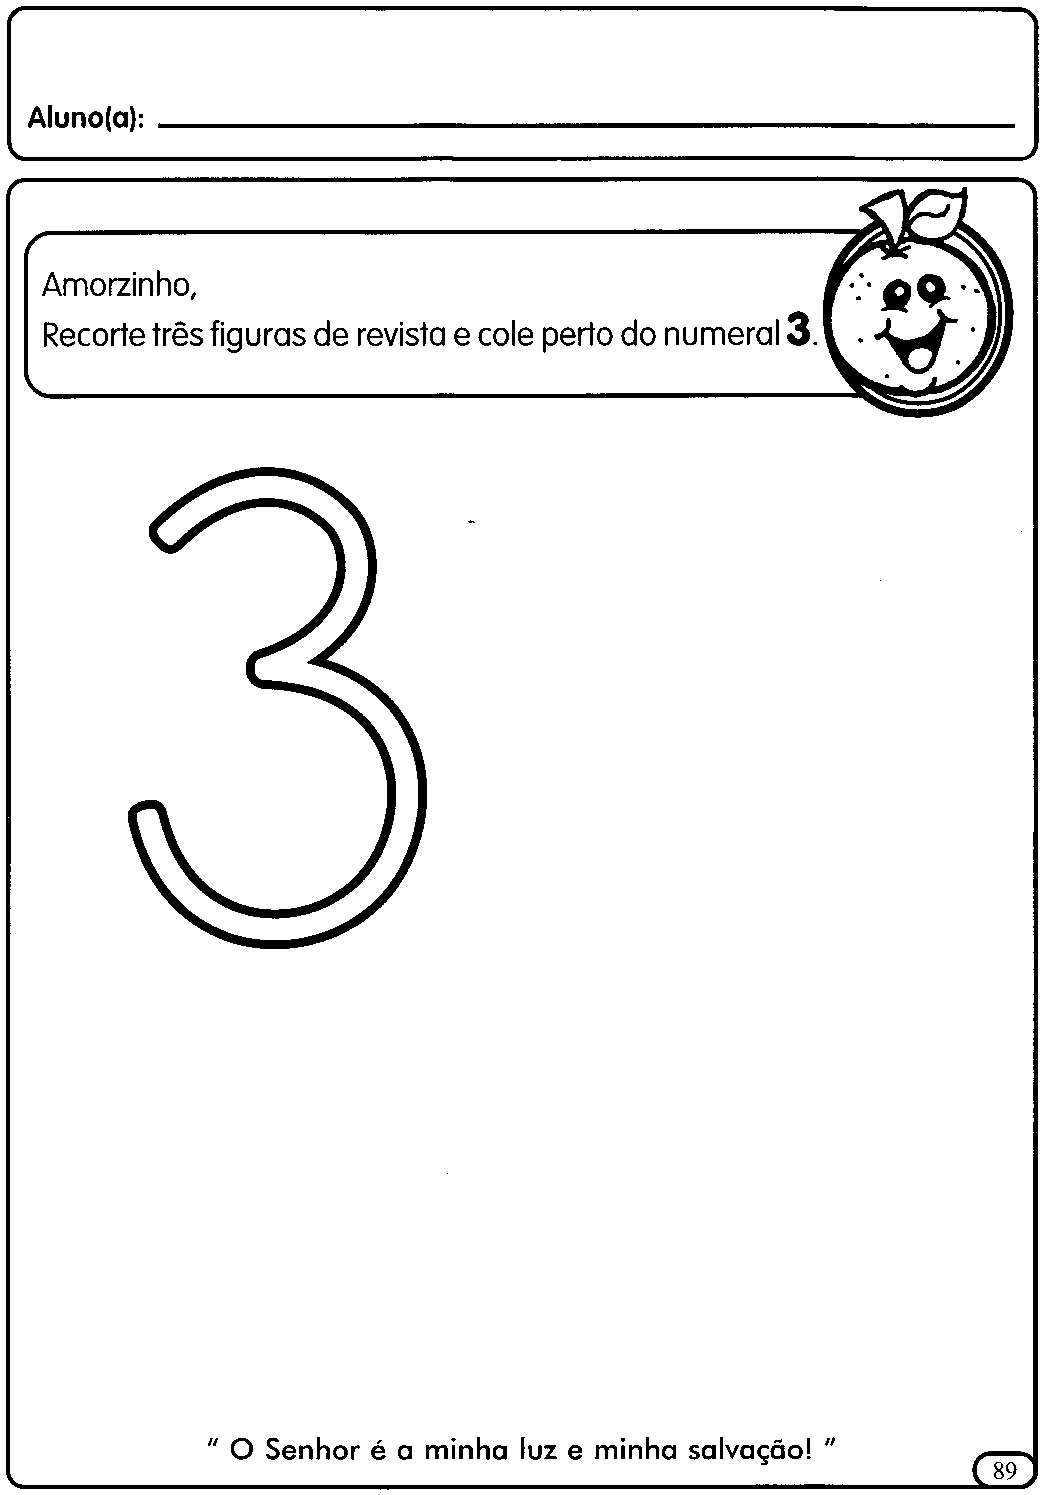 Aluno(a):
Amorzinho,
Recorte três figuras de revista e cole perto do numeral 3.
3
" O Senhor é a minha luz e minha salvação! "
89